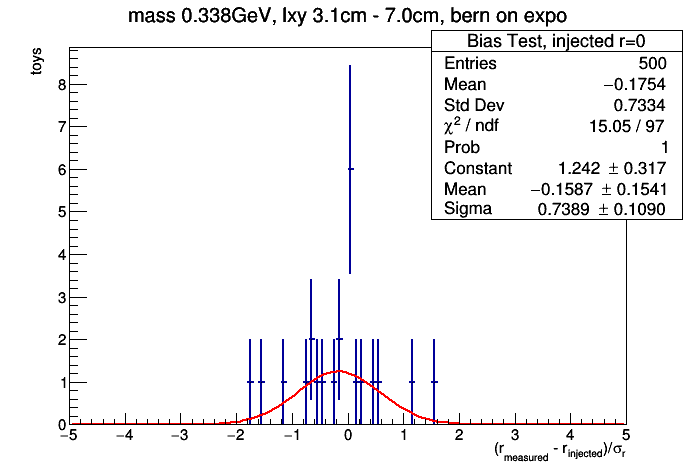 mass 0.338GeV, lxy 3.1cm - 7.0cm, bern on expo
Bias Test, injected r=0
Entries 500
Mean −0.1754
Std Dev 0.7334
χ² / ndf 15.05 / 97
Prob 1
Constant 1.242 ± 0.317
Mean −0.1587 ± 0.1541
Sigma 0.7389 ± 0.1090
toys
8
7
6
5
4
3
2
1
0
−5 −4 −3 −2 −1 0 1 2 3 4 5
(r_measured - r_injected)/σ_r